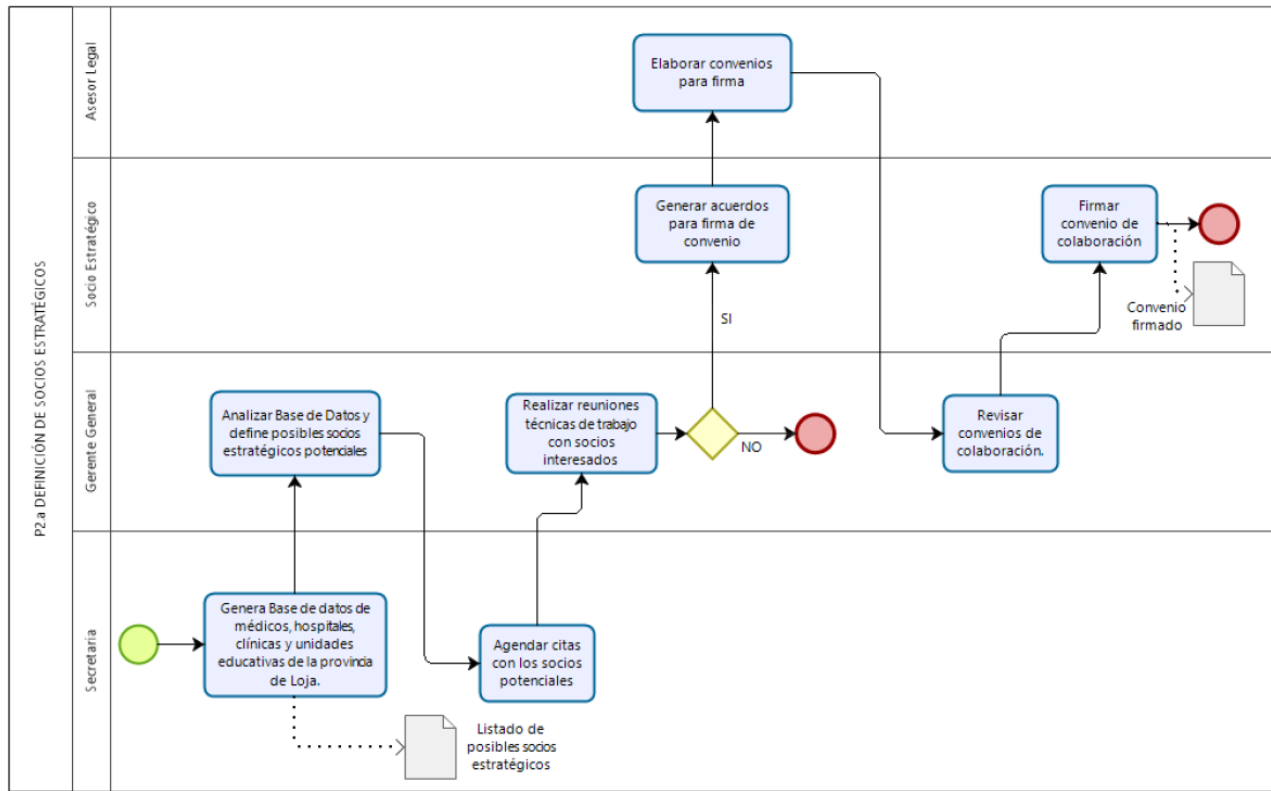 P2.a DEFINICIÓN DE SOCIOS ESTRATÉGICOS
Asesor Legal
Elaborar convenios
para firma
Socio Estratégico
Generar acuerdos
para firma de
convenio
Firmar
convenio de
colaboración
Convenio
firmado
SI
Gerente General
Analizar Base de Datos y
define posibles socios
estratégicos potenciales
Realizar reuniones
técnicas de trabajo
con socios
interesados
NO
Revisar
convenios de
colaboración.
Secretaria
Genera Base de datos de
médicos, hospitales,
clínicas y unidades
educativas de la provincia
de Loja.
Agendar citas
con los socios
potenciales
Listado de
posibles socios
estratégicos